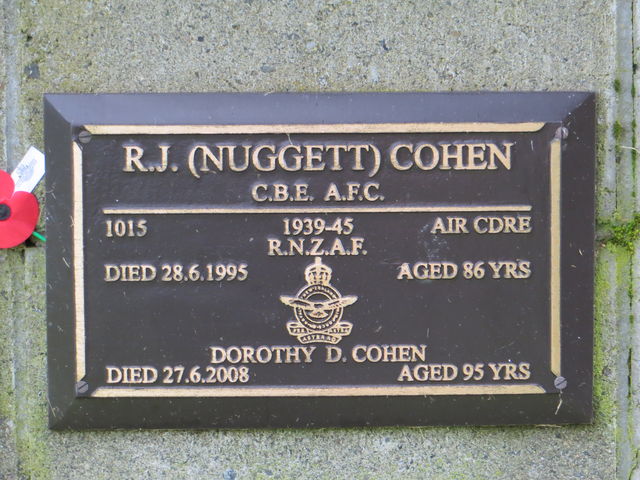 R.J. (NUGGETT) COHEN
C.B.E. A.F.C.
1015 1939-45 AIR CDRE
R.N.Z.A.F.
DIED 28.6.1995 AGED 86 YRS
DOROTHY D. COHEN
DIED 27.6.2008 AGED 95 YRS